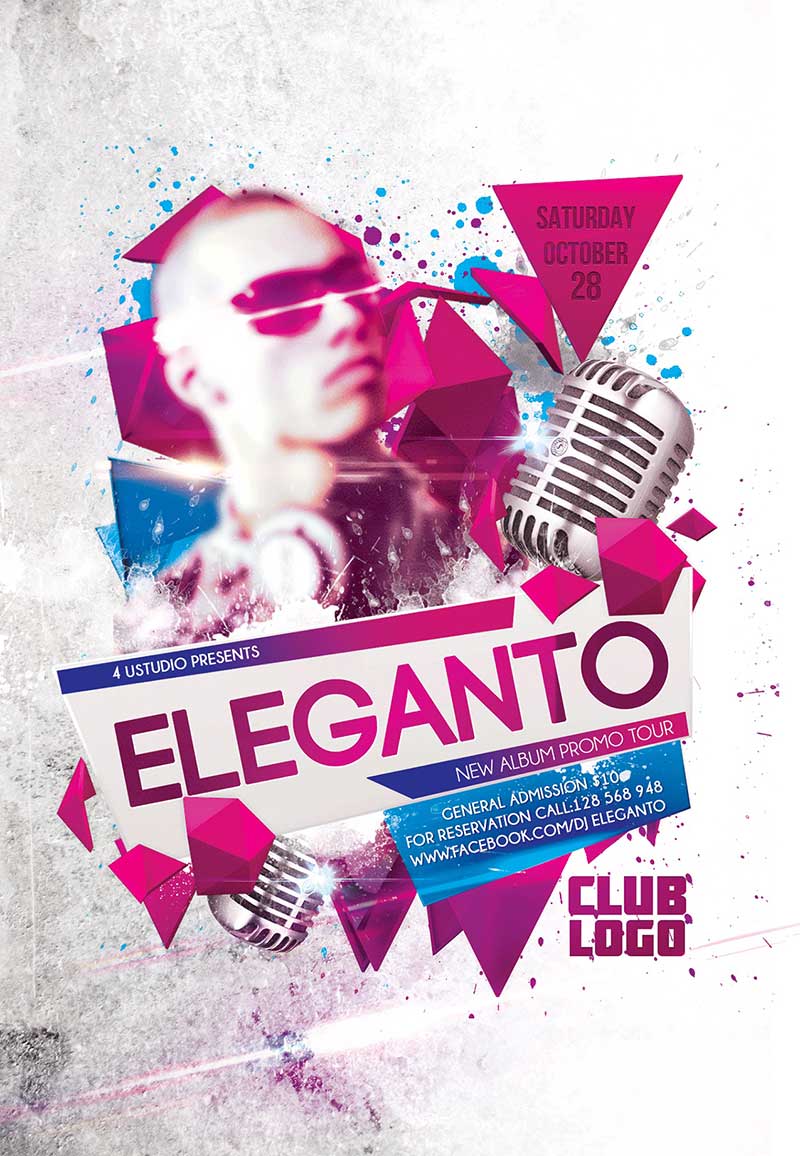 SATURDAY
OCTOBER
28
4 USTUDIO PRESENTS
ELEGANTO
NEW ALBUM PROMO TOUR
GENERAL ADMISSION $10
FOR RESERVATION CALL:128 568 948
WWW.FACEBOOK.COM/DJ ELEGANTO
CLUB
LOGO